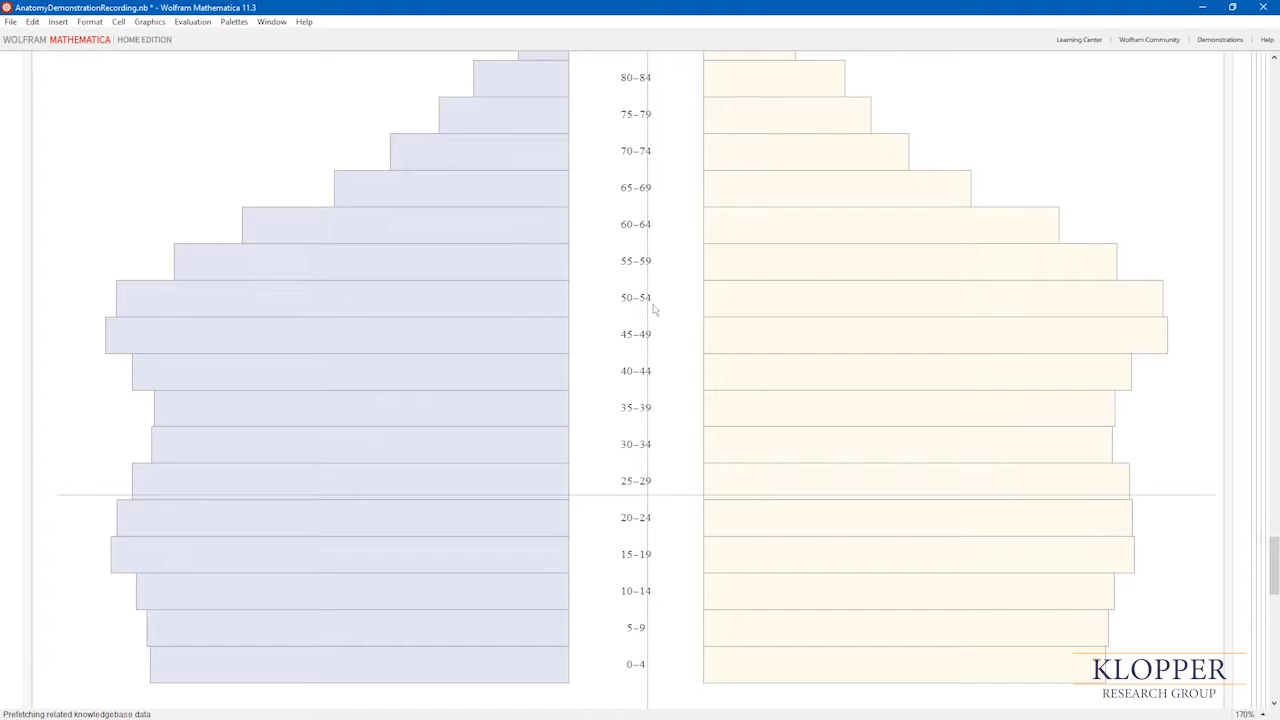 AnatomyDemonstrationRecording.nb * - Wolfram Mathematica 11.3
File Edit Insert Format Cell Graphics Evaluation Palettes Window Help
WOLFRAM MATHEMATICA | HOME EDITION
Learning Center | Wolfram Community | Demonstrations | Help
80–84
75–79
70–74
65–69
60–64
55–59
50–54
45–49
40–44
35–39
30–34
25–29
20–24
15–19
10–14
5–9
0–4
KLOPPER
RESEARCH GROUP
Prefetching related knowledgebase data
170%